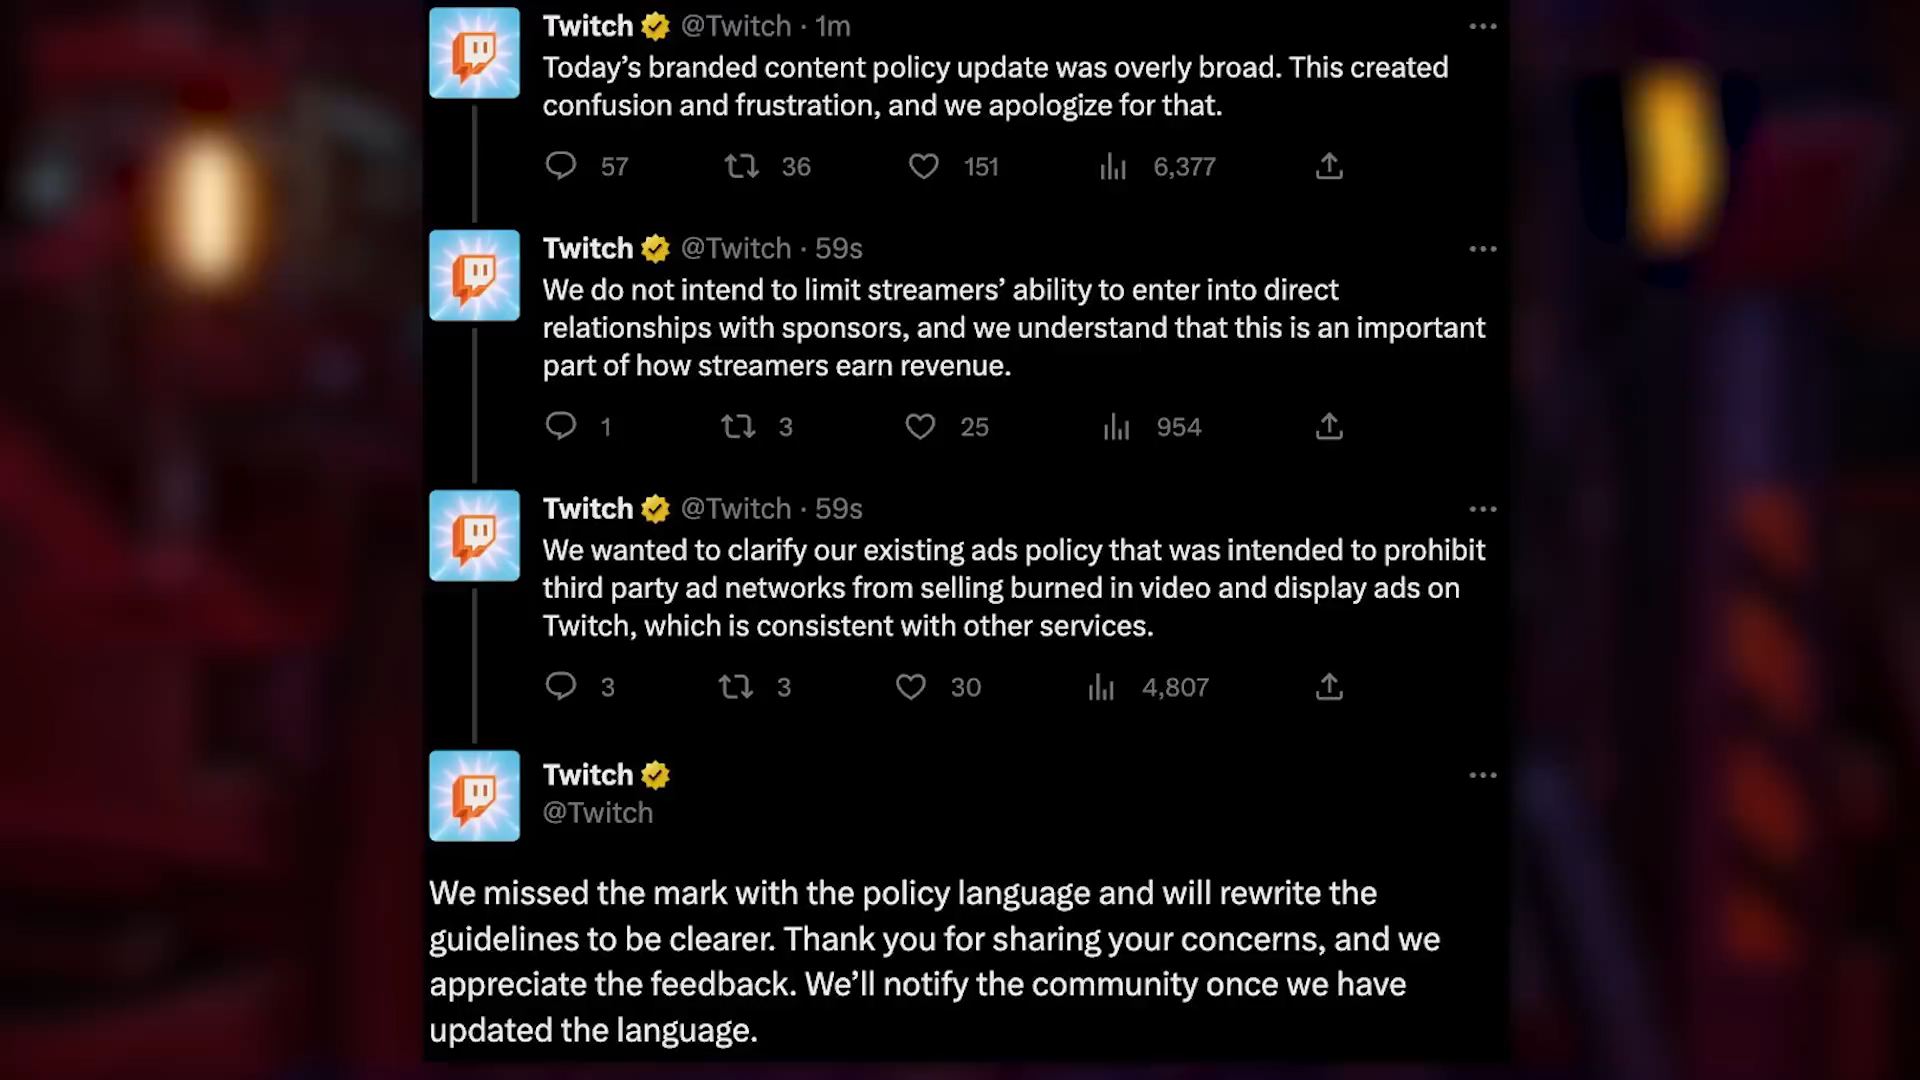 Twitch @Twitch · 1m
Today’s branded content policy update was overly broad. This created
confusion and frustration, and we apologize for that.
57 36 151 6,377
Twitch @Twitch · 59s
We do not intend to limit streamers’ ability to enter into direct
relationships with sponsors, and we understand that this is an important
part of how streamers earn revenue.
1 3 25 954
Twitch @Twitch · 59s
We wanted to clarify our existing ads policy that was intended to prohibit
third party ad networks from selling burned in video and display ads on
Twitch, which is consistent with other services.
3 3 30 4,807
Twitch
@Twitch
We missed the mark with the policy language and will rewrite the
guidelines to be clearer. Thank you for sharing your concerns, and we
appreciate the feedback. We’ll notify the community once we have
updated the language.